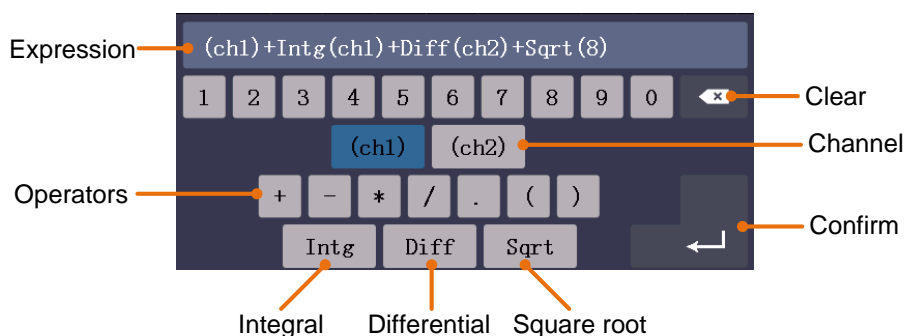 Expression
(ch1)+Intg(ch1)+Diff(ch2)+Sqrt(8)
1 2 3 4 5 6 7 8 9 0
Clear
(ch1) (ch2)
Channel
Operators
+ - * / . ( )
Confirm
Intg Diff Sqrt
Integral Differential Square root